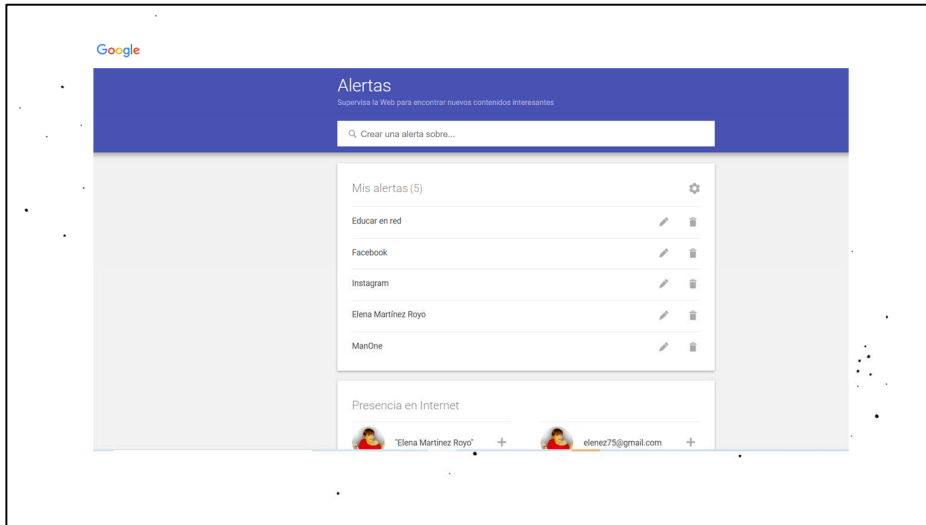 Google
Alertas
Supervisa la Web para encontrar nuevos contenidos interesantes
Crear una alerta sobre...
Mis alertas (5)
Educar en red
Facebook
Instagram
Elena Martínez Royo
ManOne
Presencia en Internet
"Elena Martinez Royo"
elenez75@gmail.com